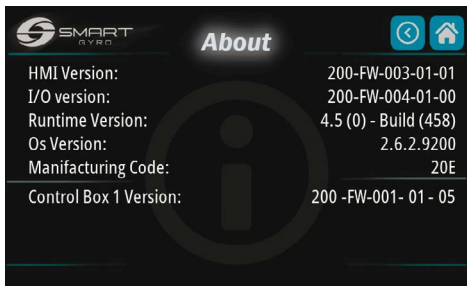 SMART
GYRO
About
HMI Version: 200-FW-003-01-01
I/O version: 200-FW-004-01-00
Runtime Version: 4.5 (0) - Build (458)
Os Version: 2.6.2.9200
Manifacturing Code: 20E
Control Box 1 Version: 200 -FW-001- 01 - 05